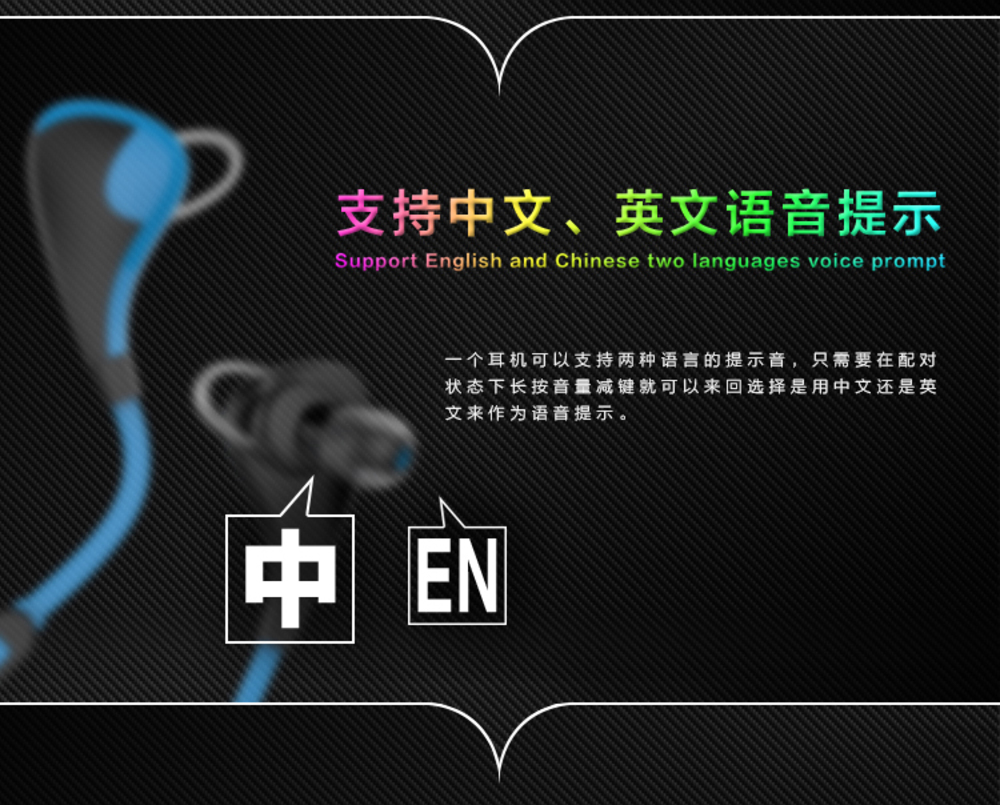 支持中文、英文语音提示
Support English and Chinese two languages voice prompt
一个耳机可以支持两种语言的提示音，只需要在配对
状态下长按音量减键就可以来回选择是用中文还是英
文来作为语音提示。
中
EN